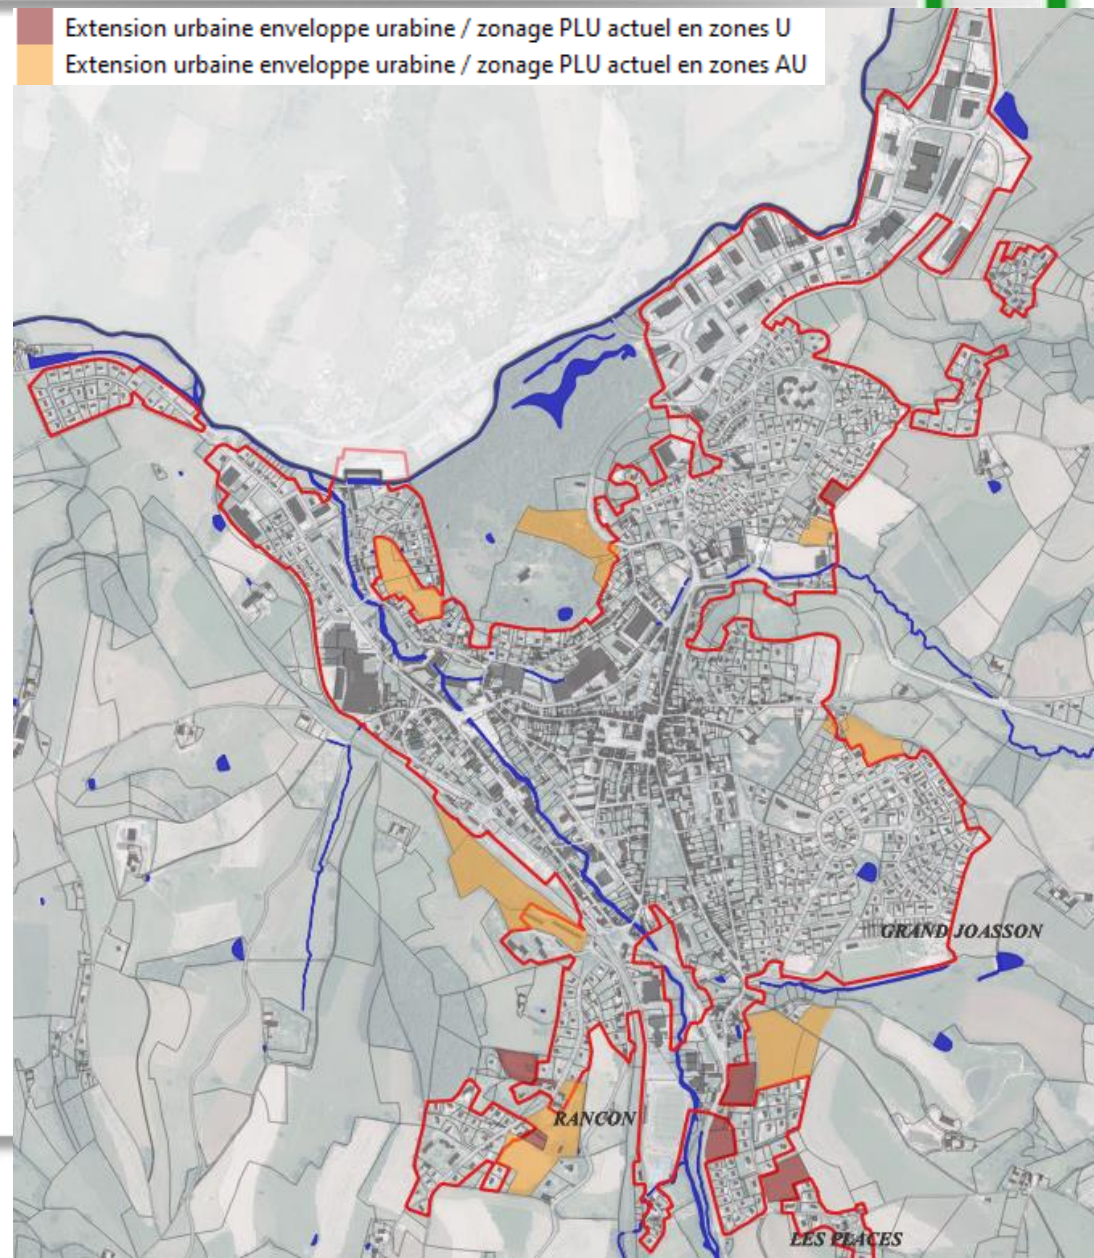 Extension urbaine enveloppe urabine / zonage PLU actuel en zones U
Extension urbaine enveloppe urabine / zonage PLU actuel en zones AU
GRAND JOASSON
RANCON
LES PLACES